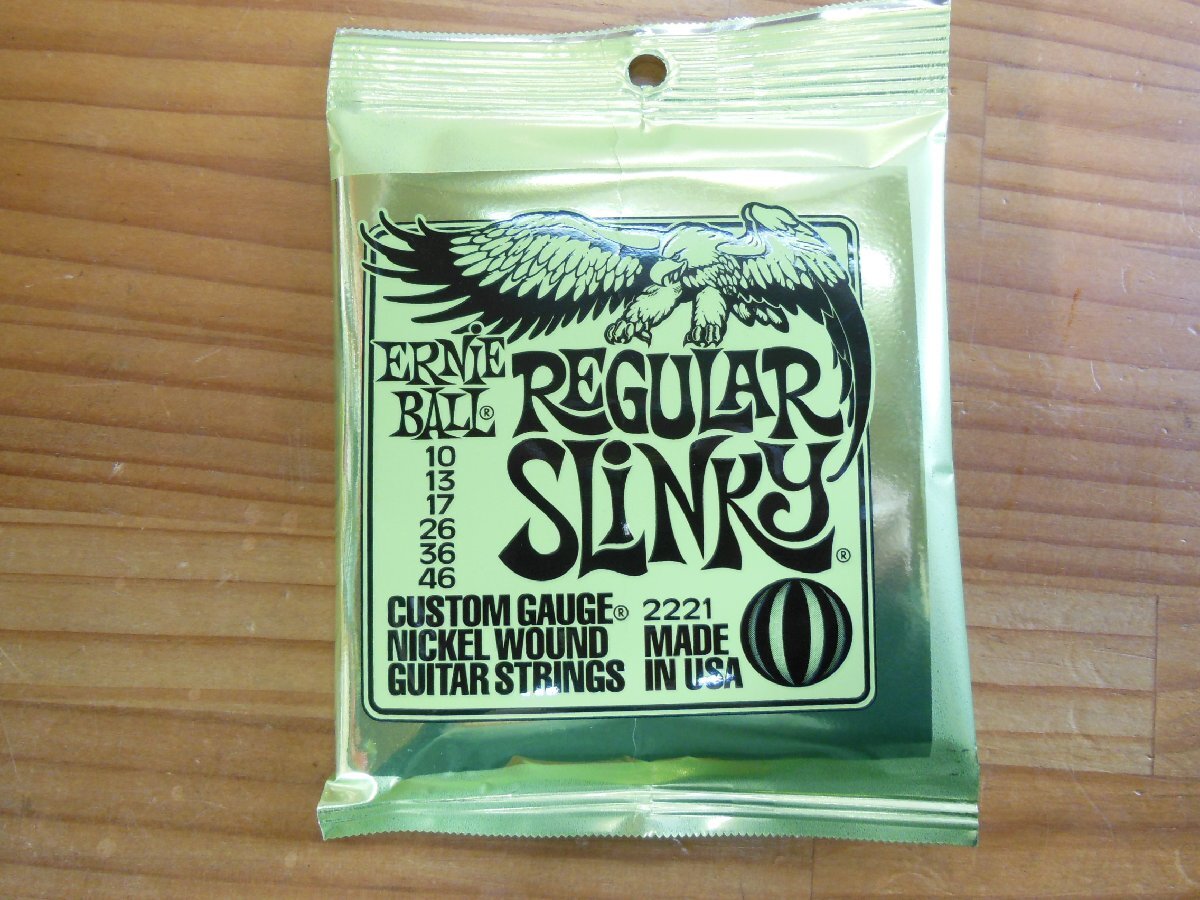 ERNiE
BALL®
REGULAR
SLiNKY®
10
13
17
26
36
46
CUSTOM GAUGE®
NICKEL WOUND
GUITAR STRINGS
2221
MADE
IN USA